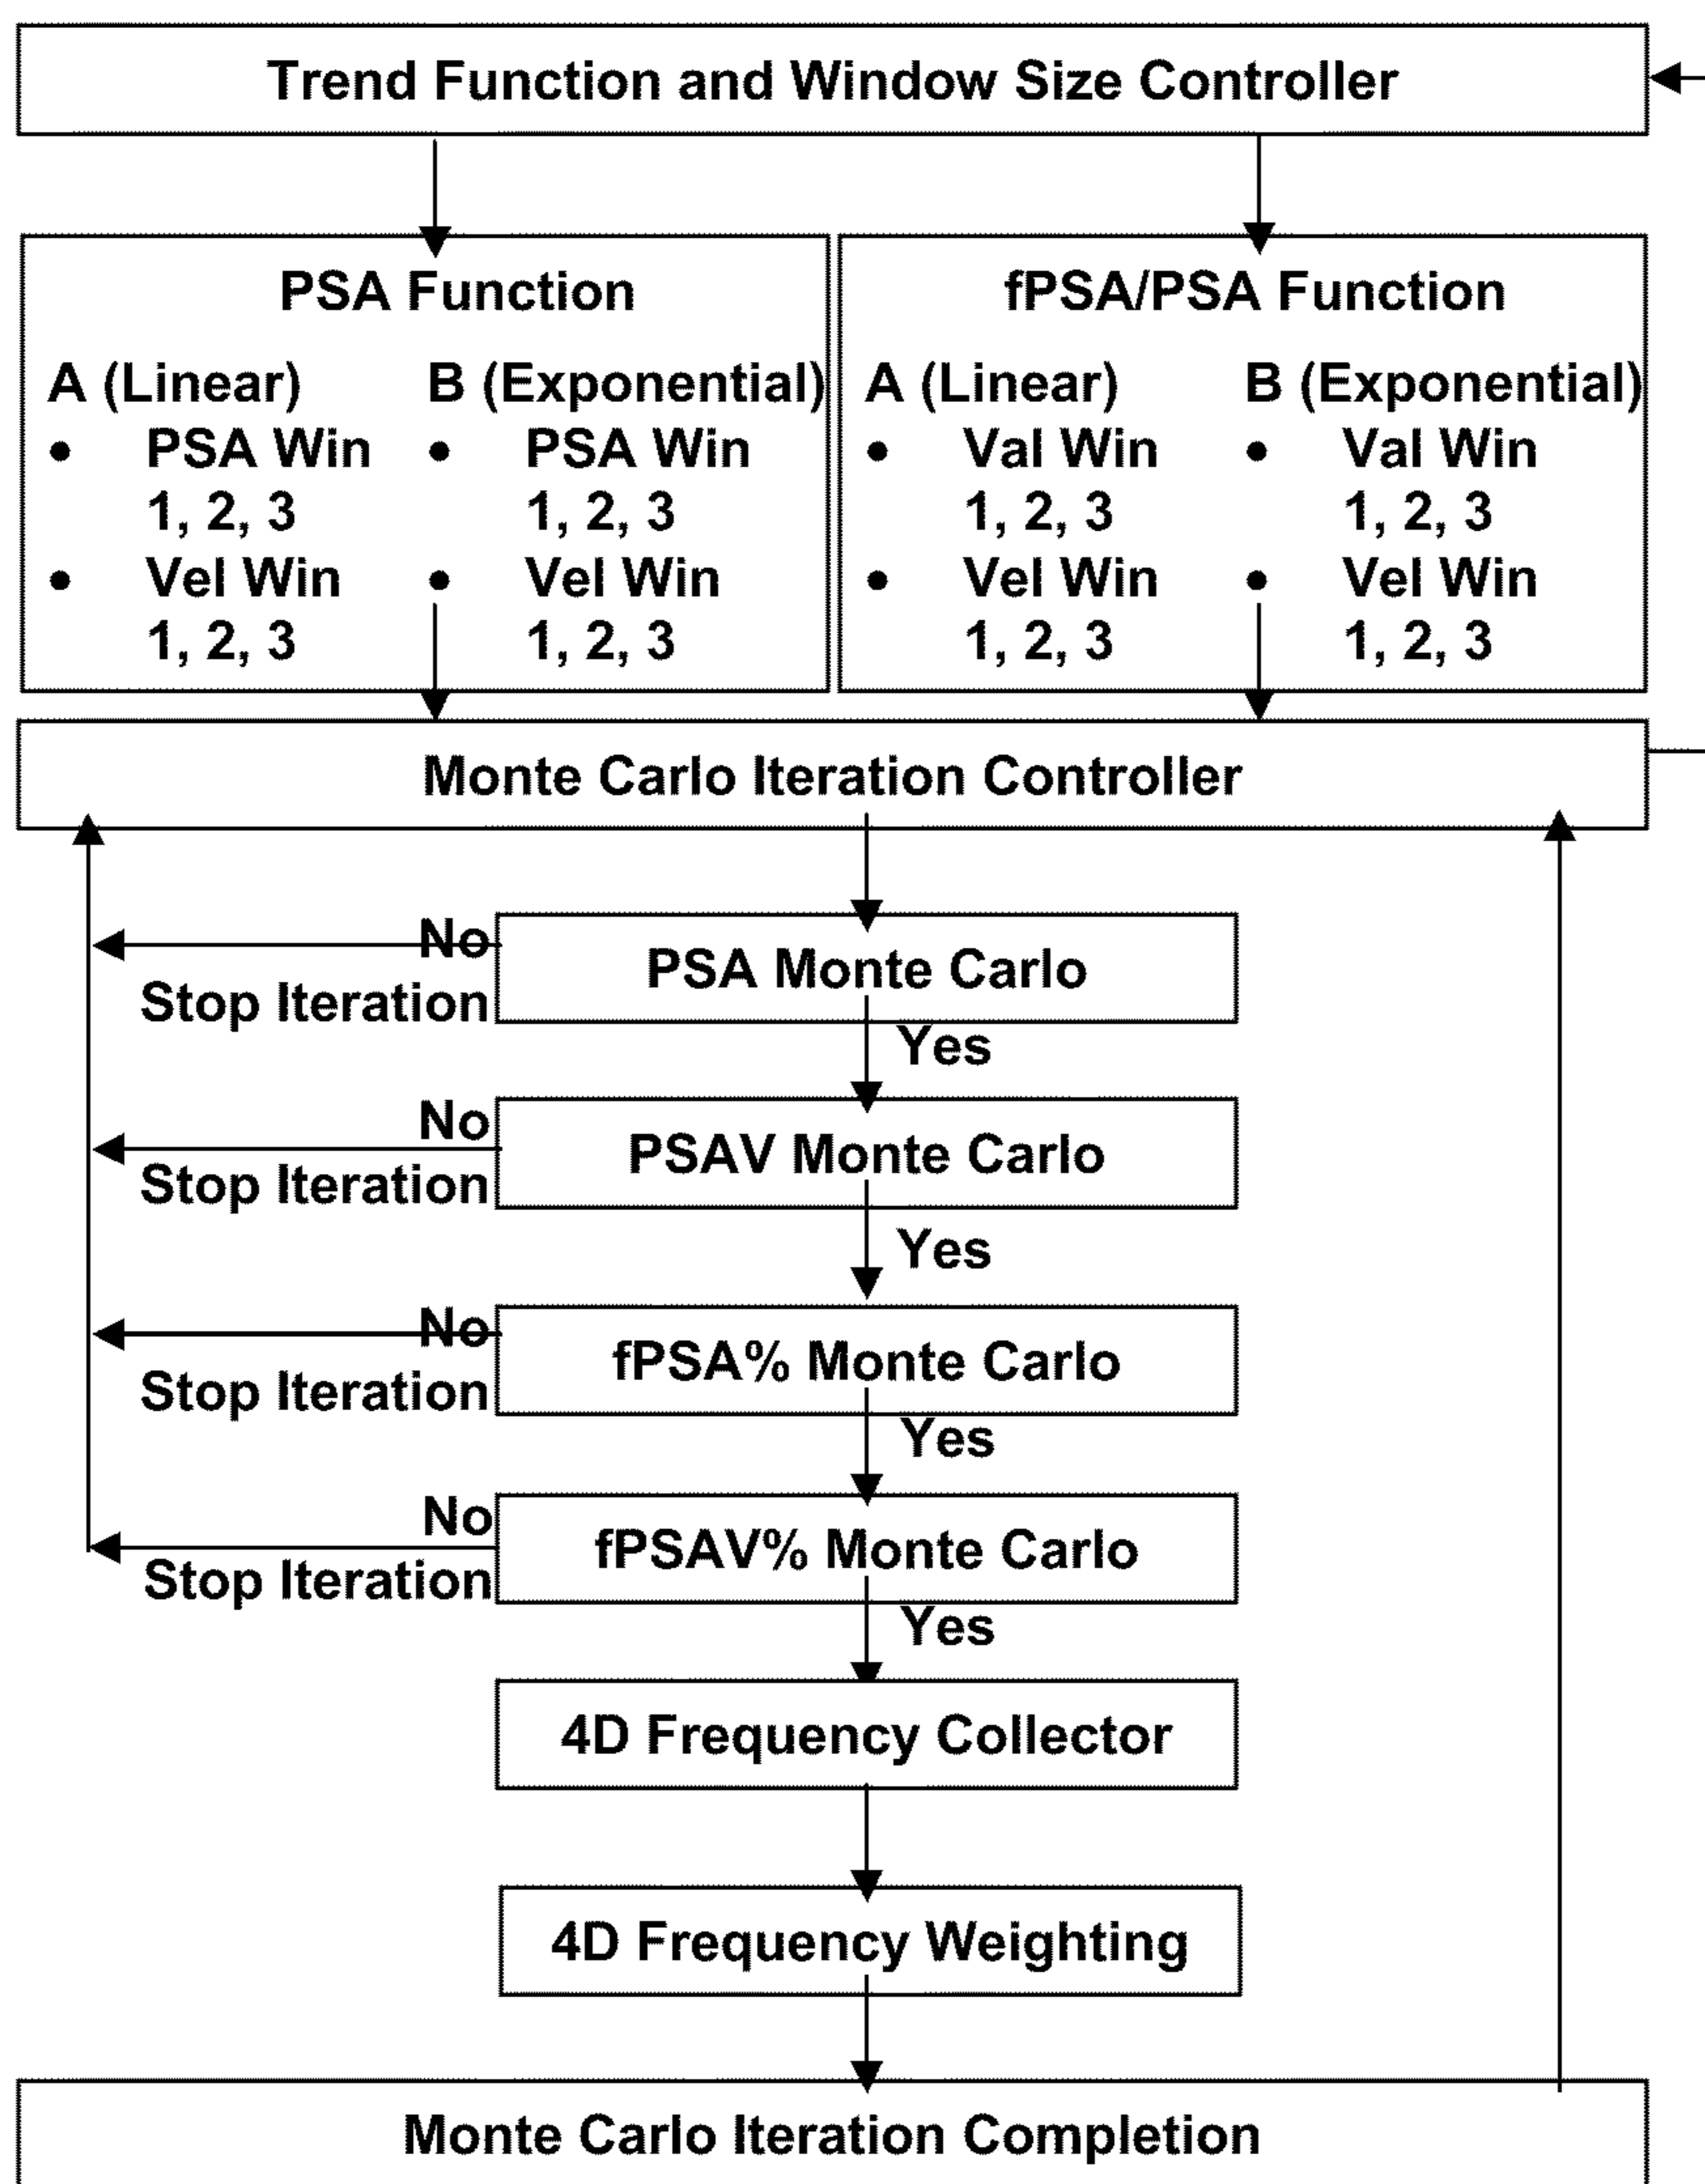 Trend Function and Window Size Controller
PSA Function
A (Linear)
• PSA Win
1, 2, 3
• Vel Win
1, 2, 3
B (Exponential)
• PSA Win
1, 2, 3
• Vel Win
1, 2, 3
fPSA/PSA Function
A (Linear)
• Val Win
1, 2, 3
• Vel Win
1, 2, 3
B (Exponential)
• Val Win
1, 2, 3
• Vel Win
1, 2, 3
Monte Carlo Iteration Controller
No
Stop Iteration
PSA Monte Carlo
Yes
No
Stop Iteration
PSAV Monte Carlo
Yes
No
Stop Iteration
fPSA% Monte Carlo
Yes
No
Stop Iteration
fPSAV% Monte Carlo
Yes
4D Frequency Collector
4D Frequency Weighting
Monte Carlo Iteration Completion